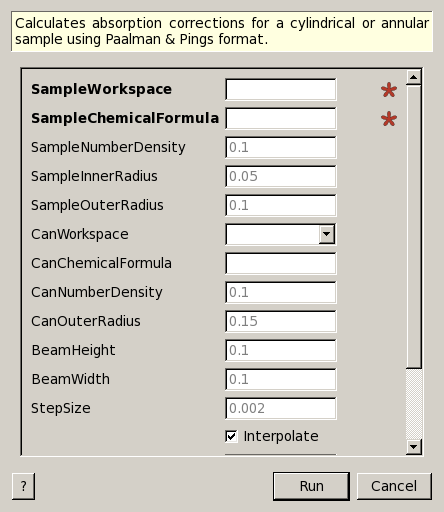 Calculates absorption corrections for a cylindrical or annular
sample using Paalman & Pings format.
SampleWorkspace
SampleChemicalFormula
SampleNumberDensity 0.1
SampleInnerRadius 0.05
SampleOuterRadius 0.1
CanWorkspace
CanChemicalFormula
CanNumberDensity 0.1
CanOuterRadius 0.15
BeamHeight 0.1
BeamWidth 0.1
StepSize 0.002
Interpolate
? Run Cancel